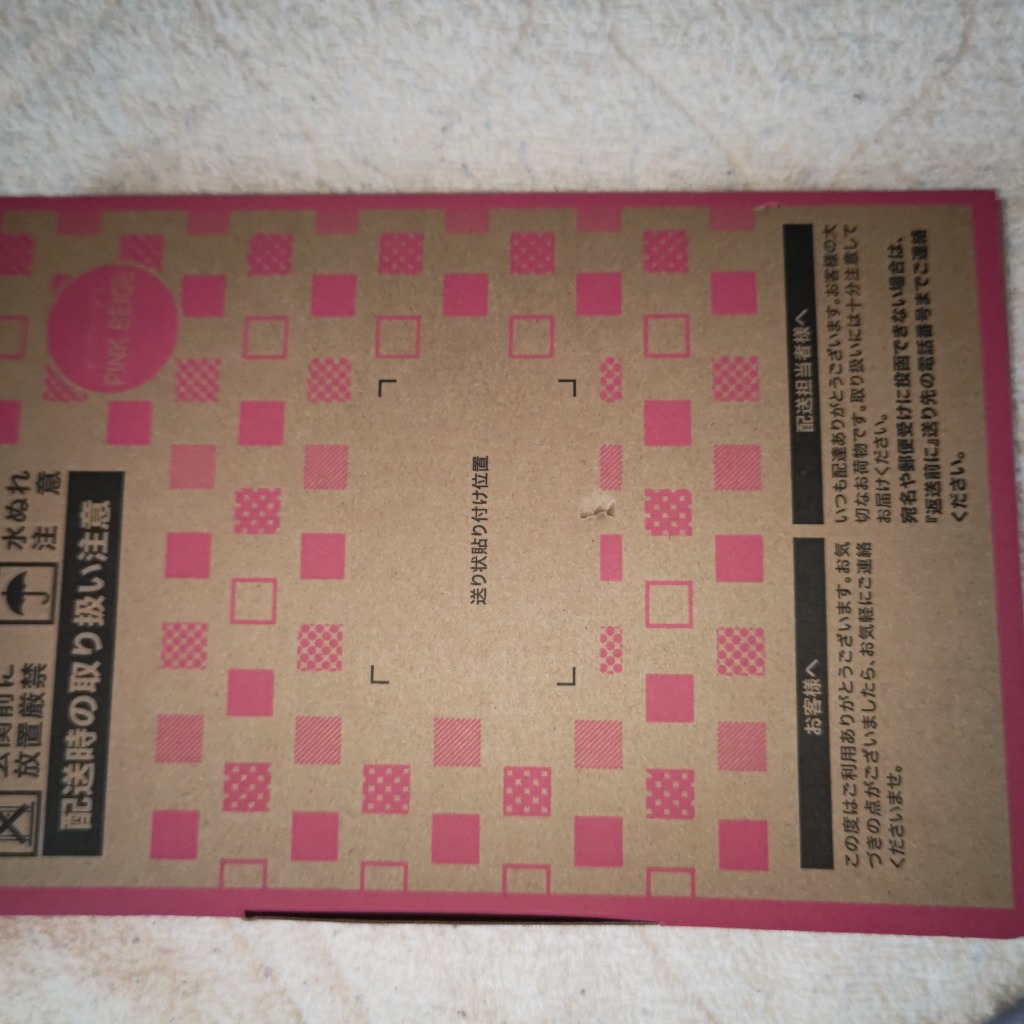 水ぬれ
注　意
玄関前に
放置厳禁
配送時の取り扱い注意
PINK BEIGE
送り状貼り付け位置
お客様へ
この度はご利用ありがとうございます。お気
づきの点がございましたら、お気軽にご連絡
くださいませ。
配送担当者様へ
いつも配達ありがとうございます。お客様の大
切なお荷物です。取り扱いには十分注意して
お届けください。
宛名や郵便受けに投函できない場合は、
『返送前に』送り先の電話番号までご連絡
ください。